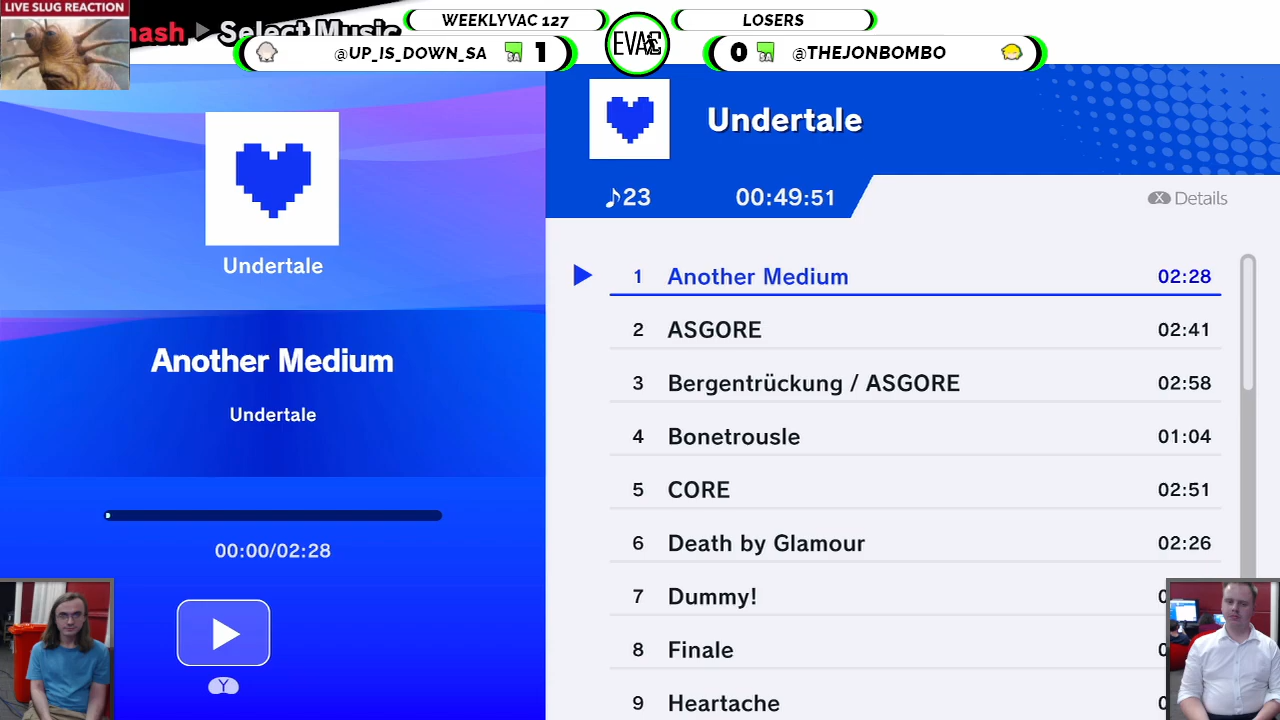 LIVE SLUG REACTION
mash ▶ Select Music
WEEKLYVAC 127
LOSERS
@UP_IS_DOWN_SA
SA
1
EVAC
0
SA
@THEJONBOMBO
Undertale
Another Medium
Undertale
00:00/02:28
Y
Undertale
♪23
00:49:51
X Details
1 Another Medium 02:28
2 ASGORE 02:41
3 Bergentrückung / ASGORE 02:58
4 Bonetrousle 01:04
5 CORE 02:51
6 Death by Glamour 02:26
7 Dummy!
8 Finale
9 Heartache